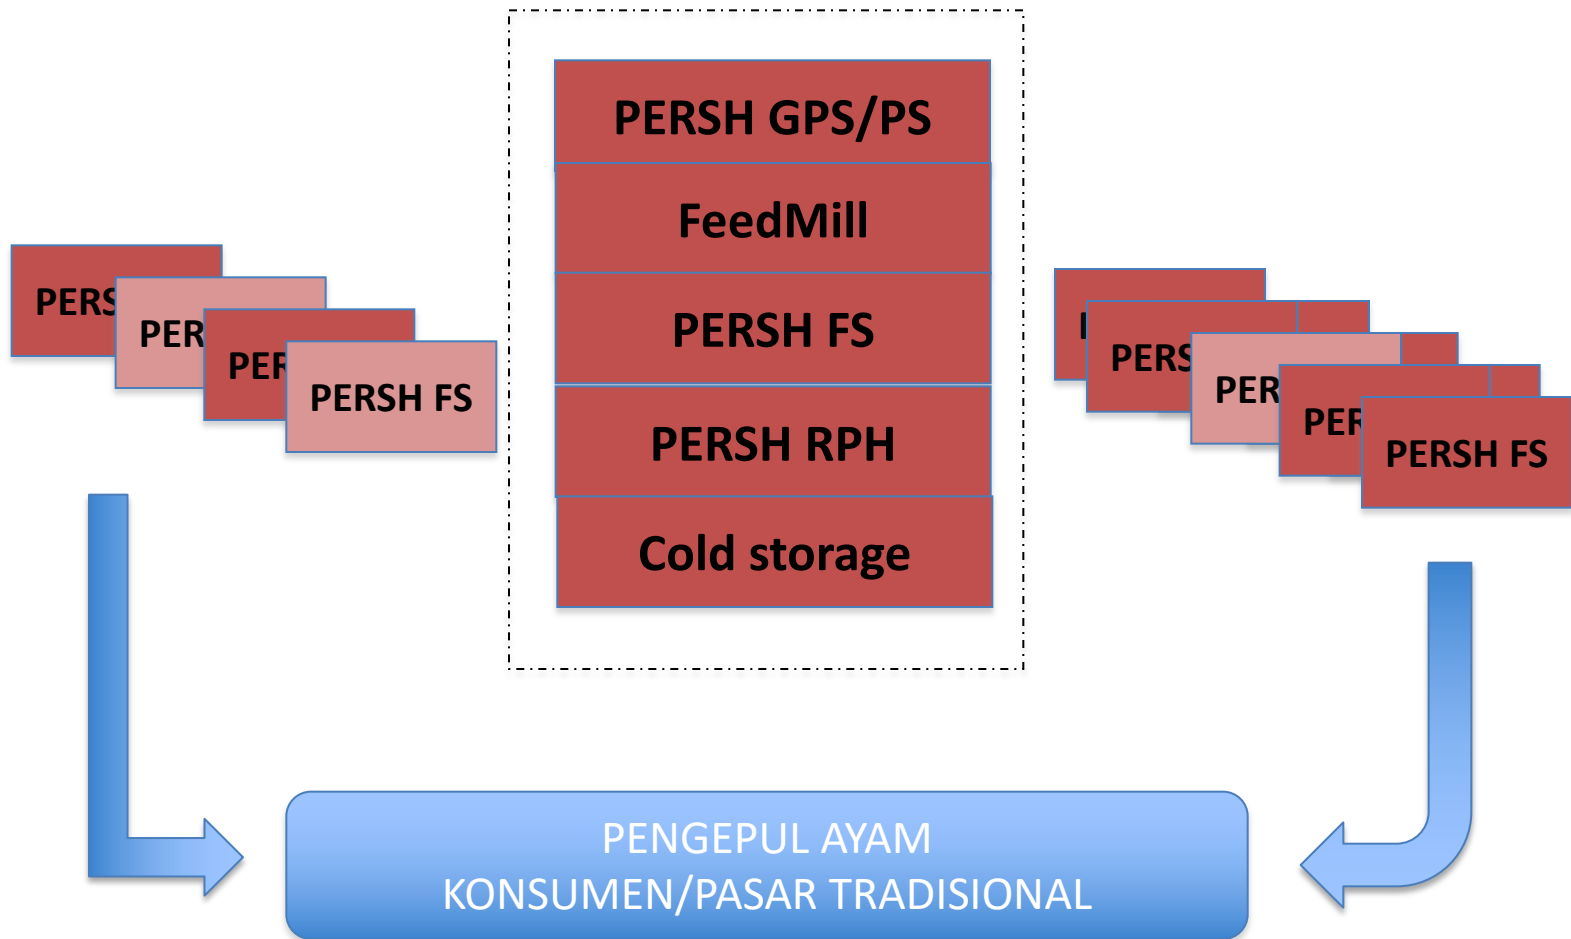 PERSH GPS/PS
FeedMill
PERSH FS
PERSH RPH
Cold storage
PERS
PER
PER
PERSH FS
PERS
PER
PER
PERSH FS
PENGEPUL AYAM
KONSUMEN/PASAR TRADISIONAL